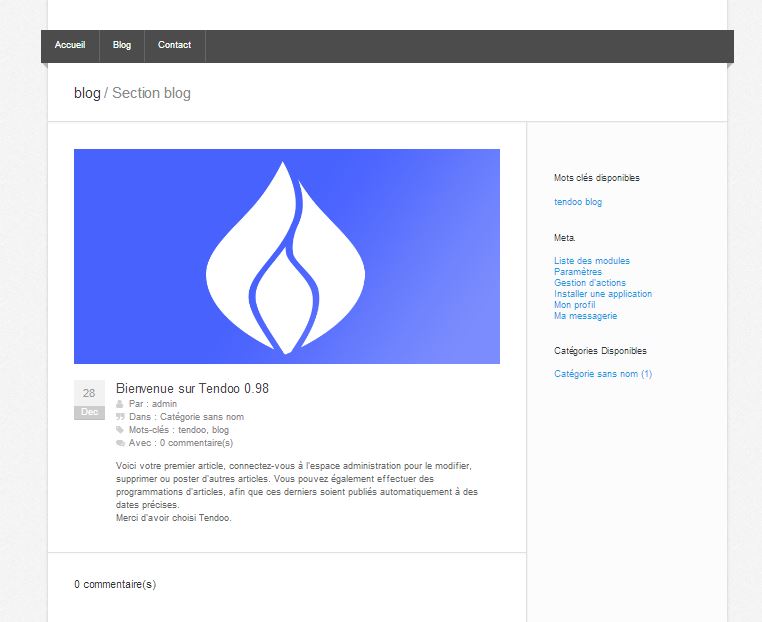 Accueil
Blog
Contact
blog / Section blog
28
Dec
Bienvenue sur Tendoo 0.98
Par : admin
Dans : Catégorie sans nom
Mots-clés : tendoo, blog
Avec : 0 commentaire(s)
Voici votre premier article, connectez-vous à l'espace administration pour le modifier,
supprimer ou poster d'autres articles. Vous pouvez également effectuer des
programmations d'articles, afin que ces derniers soient publiés automatiquement à des
dates précises.
Merci d'avoir choisi Tendoo.
0 commentaire(s)
Mots clés disponibles
tendoo blog
Meta.
Liste des modules
Paramètres
Gestion d'actions
Installer une application
Mon profil
Ma messagerie
Catégories Disponibles
Catégorie sans nom (1)